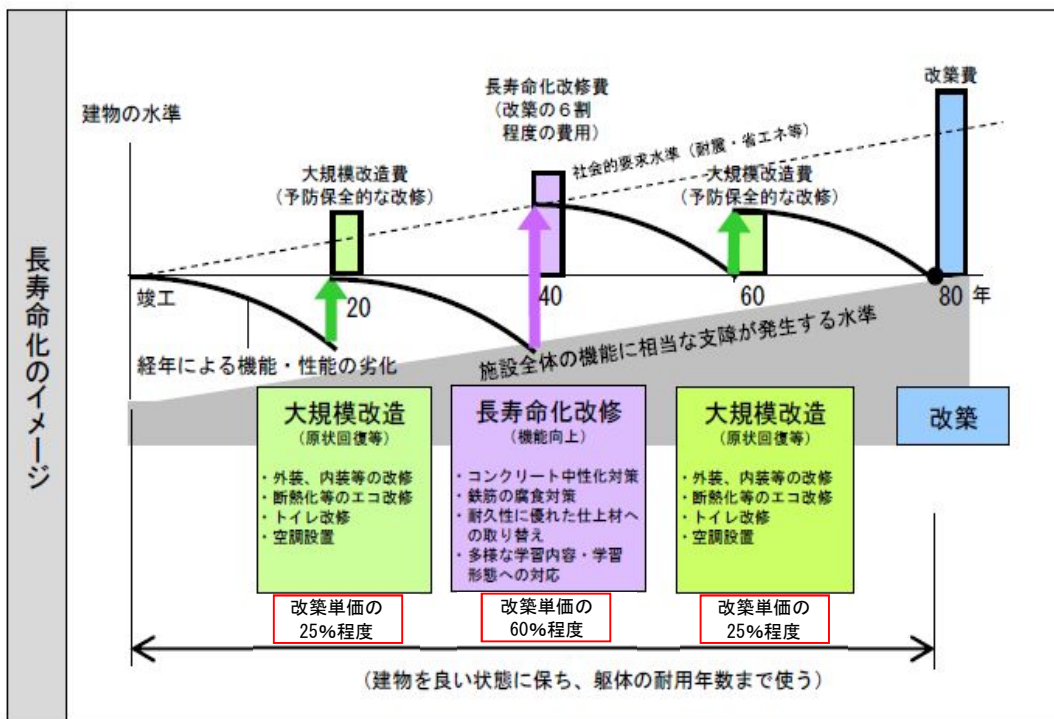 長寿命化のイメージ
建物の水準
長寿命化改修費
（改築の６割
程度の費用）
改築費
社会的要求水準（耐震・省エネ等）
大規模改造費
（予防保全的な改修）
大規模改造費
（予防保全的な改修）
竣工
20
40
60
80 年
経年による機能・性能の劣化
施設全体の機能に相当な支障が発生する水準
大規模改造
（原状回復等）
・外装、内装等の改修
・断熱化等のエコ改修
・トイレ改修
・空調設置
長寿命化改修
（機能向上）
・コンクリート中性化対策
・鉄筋の腐食対策
・耐久性に優れた仕上材へ
の取り替え
・多様な学習内容・学習
形態への対応
大規模改造
（原状回復等）
・外装、内装等の改修
・断熱化等のエコ改修
・トイレ改修
・空調設置
改築
改築単価の
25%程度
改築単価の
60%程度
改築単価の
25%程度
（建物を良い状態に保ち、躯体の耐用年数まで使う）